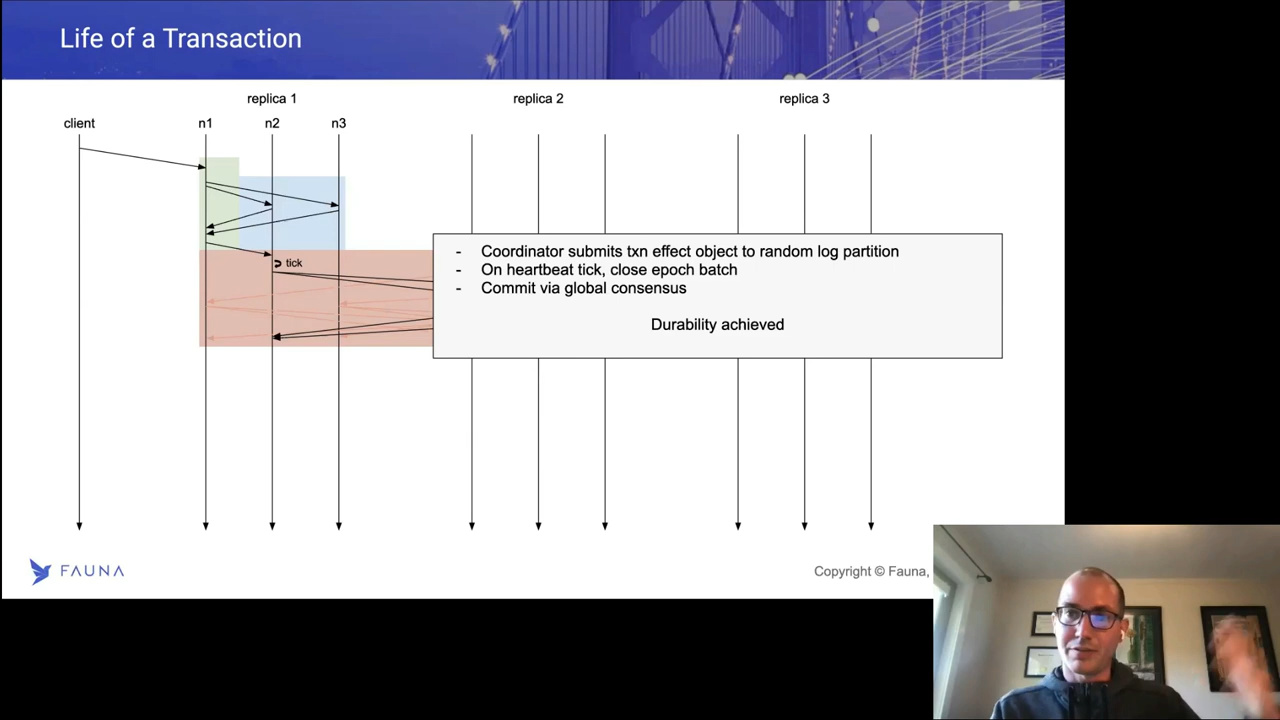 Life of a Transaction
replica 1
replica 2
replica 3
client
n1
n2
n3
tick
- Coordinator submits txn effect object to random log partition
- On heartbeat tick, close epoch batch
- Commit via global consensus
Durability achieved
FAUNA
Copyright © Fauna,